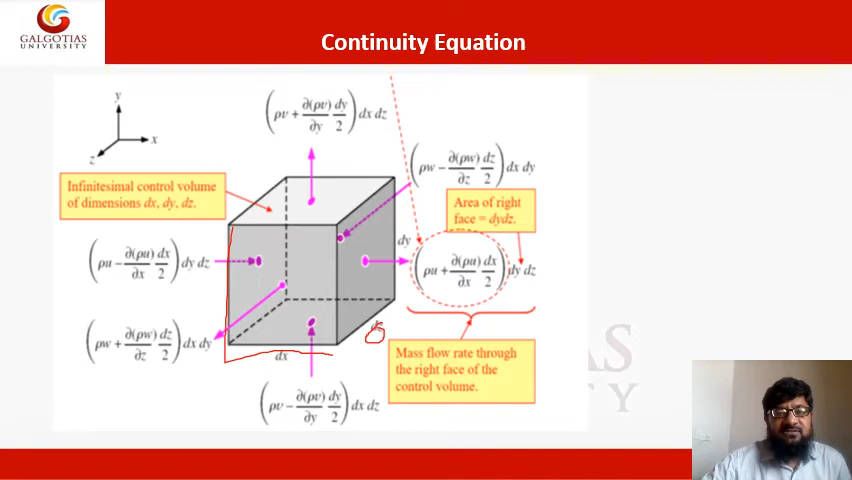 GALGOTIAS
UNIVERSITY
Continuity Equation
y
x
z
(ρv + ∂(ρv)/∂y dy/2) dx dz
(ρw − ∂(ρw)/∂z dz/2) dx dy
Infinitesimal control volume
of dimensions dx, dy, dz.
Area of right
face = dydz.
dy
(ρu − ∂(ρu)/∂x dx/2) dy dz
(ρu + ∂(ρu)/∂x dx/2) dy dz
(ρw + ∂(ρw)/∂z dz/2) dx dy
dx
Mass flow rate through
the right face of the
control volume.
(ρv − ∂(ρv)/∂y dy/2) dx dz